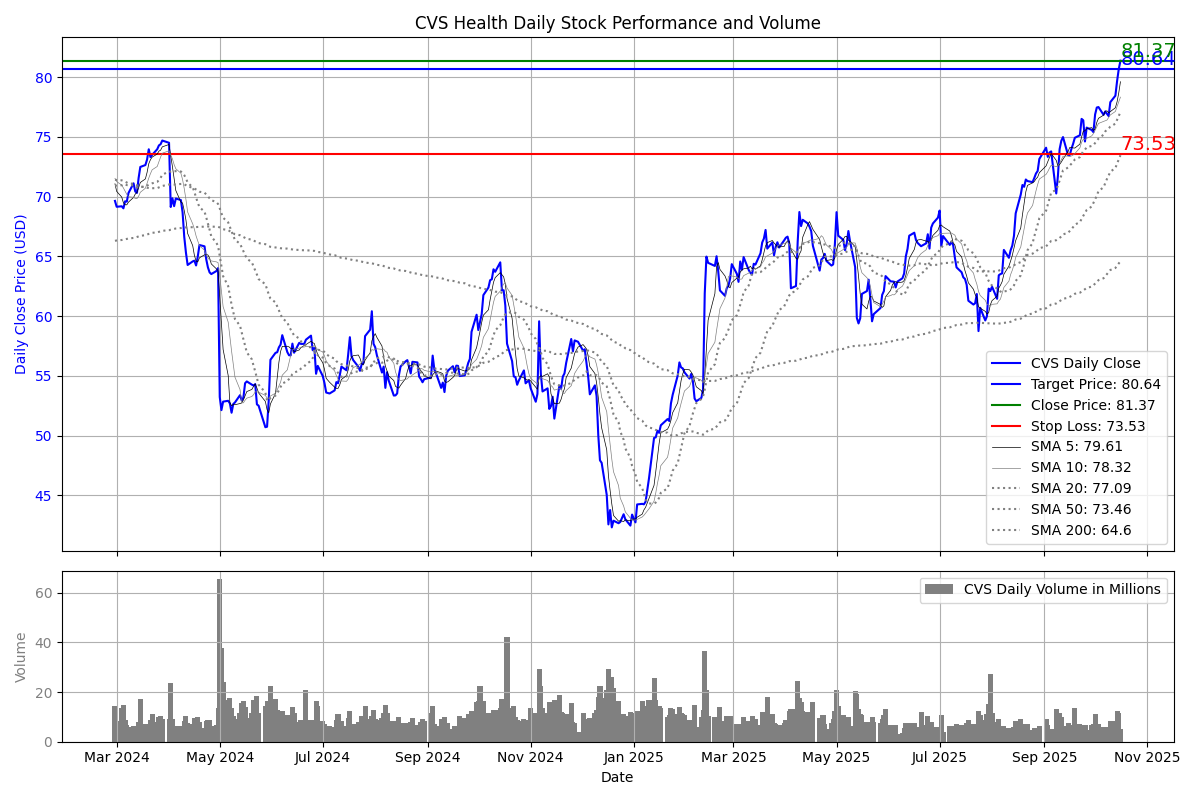 CVS Health Daily Stock Performance and Volume
81.37
80.64
80
75
73.53
70
65
60
55
50
45
Daily Close Price (USD)
CVS Daily Close
Target Price: 80.64
Close Price: 81.37
Stop Loss: 73.53
SMA 5: 79.61
SMA 10: 78.32
SMA 20: 77.09
SMA 50: 73.46
SMA 200: 64.6
CVS Daily Volume in Millions
60
40
20
0
Volume
Mar 2024 May 2024 Jul 2024 Sep 2024 Nov 2024 Jan 2025 Mar 2025 May 2025 Jul 2025 Sep 2025 Nov 2025
Date